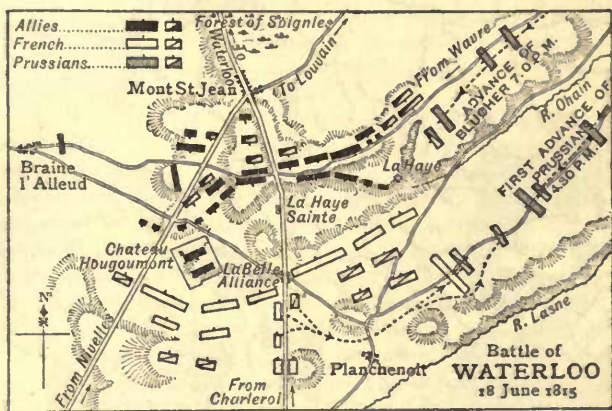 Allies
French
Prussians
Forest of Soignies
Waterloo
To Louvain
Mont St. Jean
From Wavre
ADVANCE OF
BLUCHER 7.0 P.M.
R. Ohain
FIRST ADVANCE OF
PRUSSIANS
4.30 P.M.
Braine
l'Alleud
La Haye
La Haye
Sainte
Chateau
Hougoumont
La Belle
Alliance
N
From Nivelle
From
Charleroi
Planchenoit
R. Lasne
Battle of
WATERLOO
18 June 1815